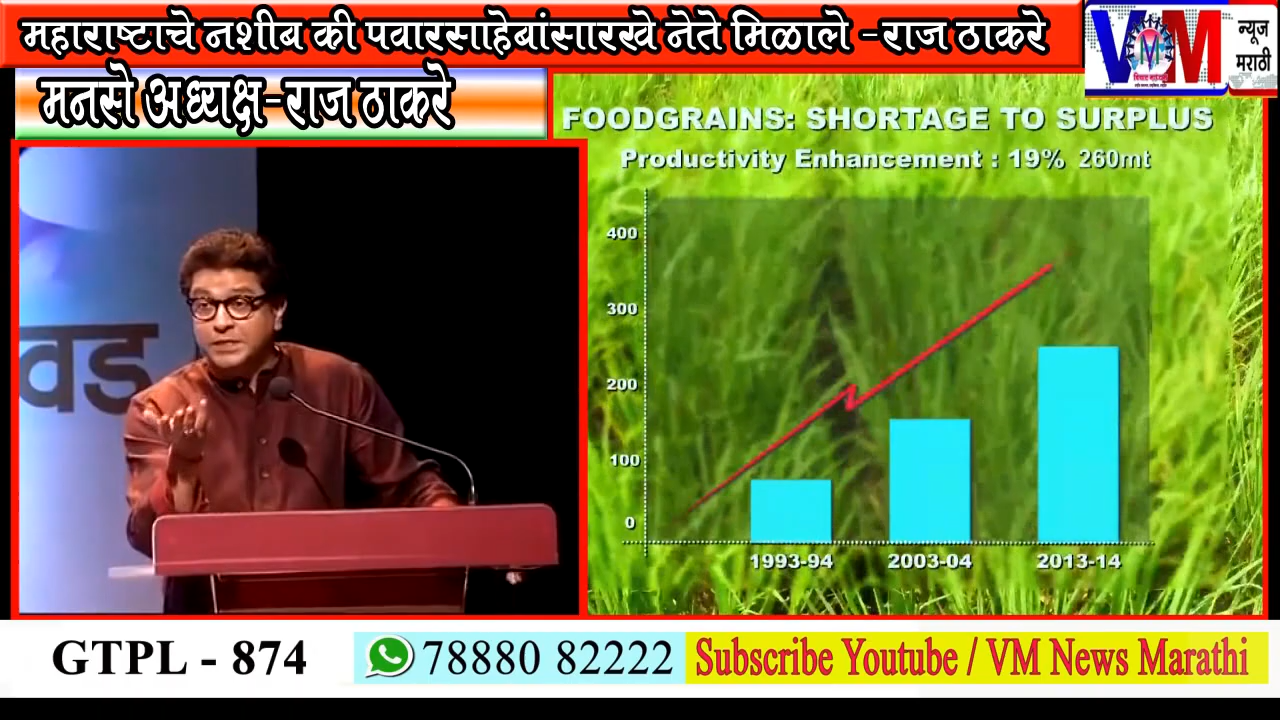 महाराष्टाचे नशीब की पवारसाहेबांसारखे नेते मिळाले -राज ठाकरे
VMM
न्यूज
मराठी
मनसे अध्यक्ष-राज ठाकरे
वड
FOODGRAINS: SHORTAGE TO SURPLUS
Productivity Enhancement : 19% 260mt
400
300
200
100
0
1993-94 2003-04 2013-14
GTPL - 874 78880 82222 Subscribe Youtube / VM News Marathi